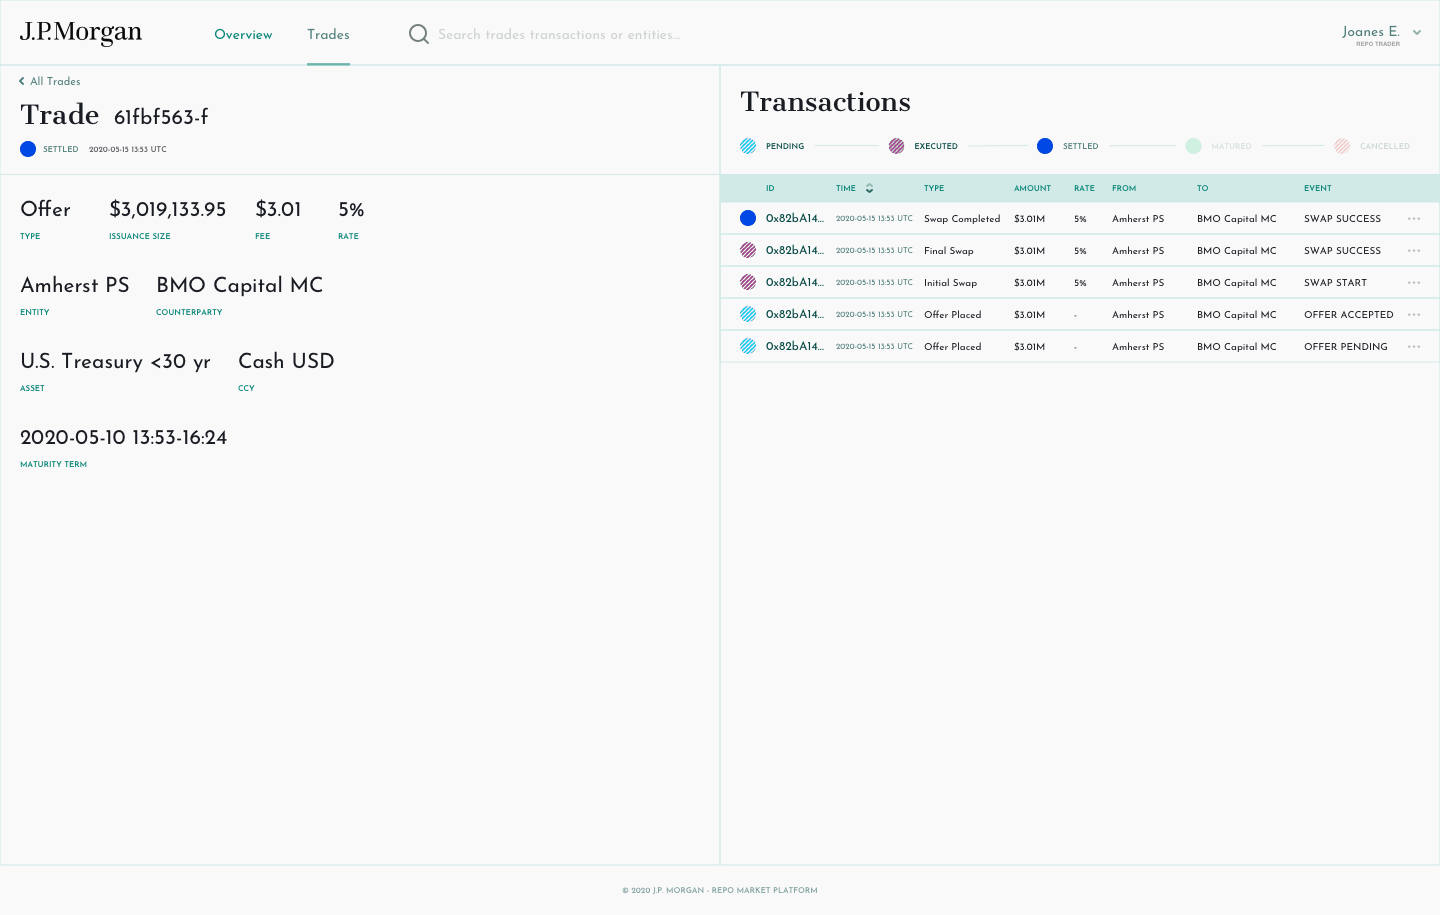 J.P.Morgan Overview Trades Search trades transactions or entities... Joanes E.
REPO TRADER
All Trades
Trade 61fbf563-f
SETTLED 2020-05-15 13:53 UTC
Offer $3,019,133.95 $3.01 5%
TYPE ISSUANCE SIZE FEE RATE
Amherst PS BMO Capital MC
ENTITY COUNTERPARTY
U.S. Treasury <30 yr Cash USD
ASSET CCY
2020-05-10 13:53-16:24
MATURITY TERM
Transactions
PENDING EXECUTED SETTLED MATURED CANCELLED
ID TIME TYPE AMOUNT RATE FROM TO EVENT
0x82bA14... 2020-05-15 13:53 UTC Swap Completed $3.01M 5% Amherst PS BMO Capital MC SWAP SUCCESS
0x82bA14... 2020-05-15 13:53 UTC Final Swap $3.01M 5% Amherst PS BMO Capital MC SWAP SUCCESS
0x82bA14... 2020-05-15 13:53 UTC Initial Swap $3.01M 5% Amherst PS BMO Capital MC SWAP START
0x82bA14... 2020-05-15 13:53 UTC Offer Placed $3.01M - Amherst PS BMO Capital MC OFFER ACCEPTED
0x82bA14... 2020-05-15 13:53 UTC Offer Placed $3.01M - Amherst PS BMO Capital MC OFFER PENDING
© 2020 J.P. MORGAN - REPO MARKET PLATFORM